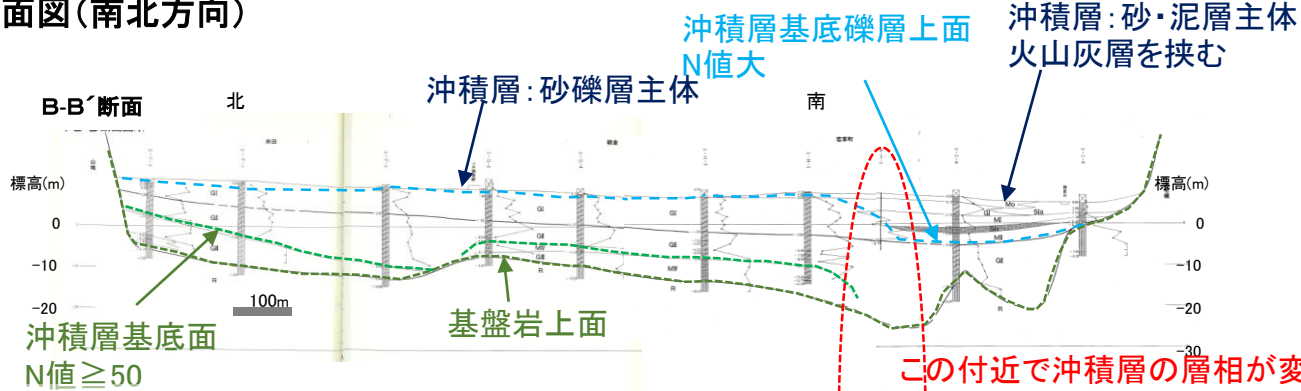 面図(南北方向)
沖積層基底礫層上面
N値大
沖積層:砂・泥層主体
火山灰層を挟む
B-B´断面
北
沖積層:砂礫層主体
南
標高(m)
標高(m)
0
-10
-20
0
-10
-20
-30
GⅠ
GⅡ
R
100m
沖積層基底面
N値≧50
基盤岩上面
この付近で沖積層の層相が変